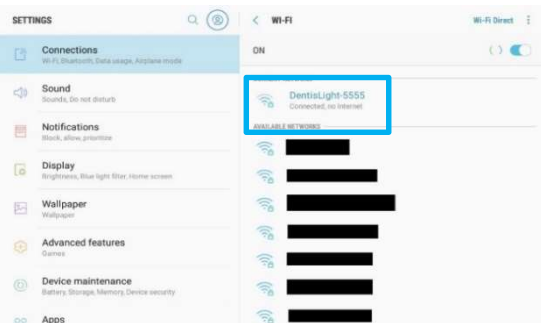 SETTINGS
Connections
Wi-Fi, Bluetooth, Data usage, Airplane mode
Sound
Sounds, Do not disturb
Notifications
Block, allow, prioritize
Display
Brightness, Blue light filter, Home screen
Wallpaper
Wallpaper
Advanced features
Games
Device maintenance
Battery, Storage, Memory, Device security
Apps
WI-FI
Wi-Fi Direct
ON
CURRENT NETWORK
DentisLight-5555
Connected, no Internet
AVAILABLE NETWORKS